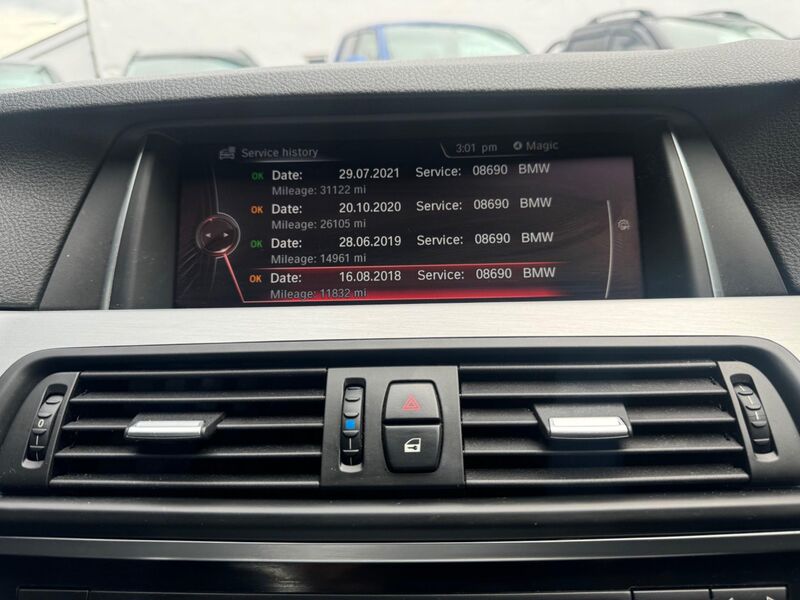 Service history
3:01 pm
Magic
OK Date: 29.07.2021 Service: 08690 BMW
Mileage: 31122 mi
OK Date: 20.10.2020 Service: 08690 BMW
Mileage: 26105 mi
OK Date: 28.06.2019 Service: 08690 BMW
Mileage: 14961 mi
OK Date: 16.08.2018 Service: 08690 BMW
Mileage: 11832 mi
0